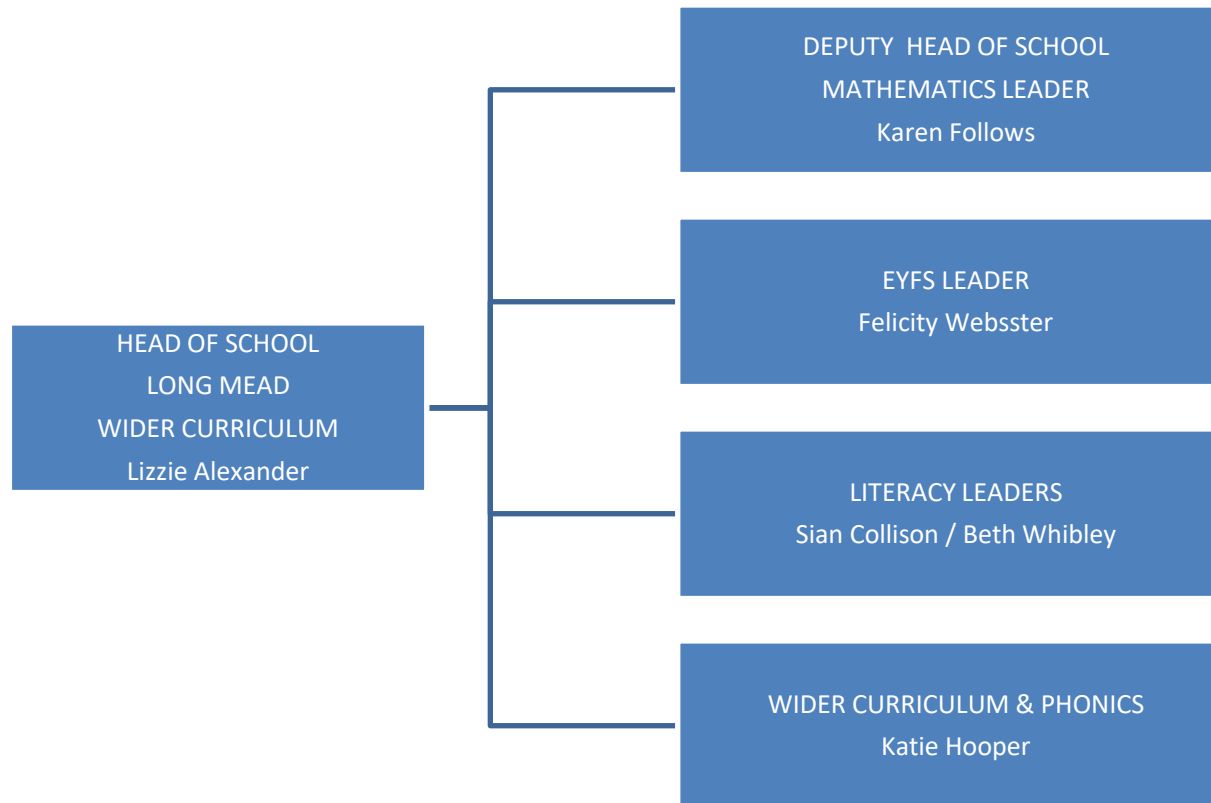 HEAD OF SCHOOL
LONG MEAD
WIDER CURRICULUM
Lizzie Alexander
DEPUTY HEAD OF SCHOOL
MATHEMATICS LEADER
Karen Follows
EYFS LEADER
Felicity Websster
LITERACY LEADERS
Sian Collison / Beth Whibley
WIDER CURRICULUM & PHONICS
Katie Hooper